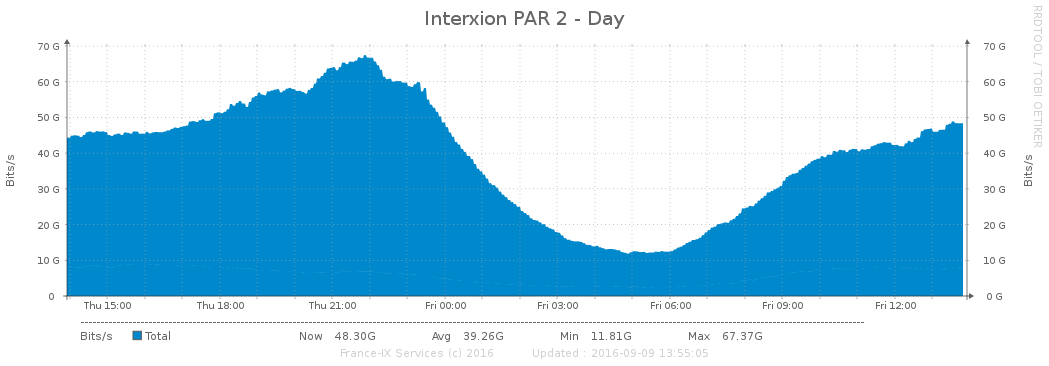 Interxion PAR 2 - Day
RRDTOOL / TOBI OETIKER
Bits/s
Bits/s
70 G 70 G
60 G 60 G
50 G 50 G
40 G 40 G
30 G 30 G
20 G 20 G
10 G 10 G
0 0 G
Thu 15:00 Thu 18:00 Thu 21:00 Fri 00:00 Fri 03:00 Fri 06:00 Fri 09:00 Fri 12:00
Bits/s Total Now 48.30G Avg 39.26G Min 11.81G Max 67.37G
France-IX Services (c) 2016 Updated : 2016-09-09 13:55:05